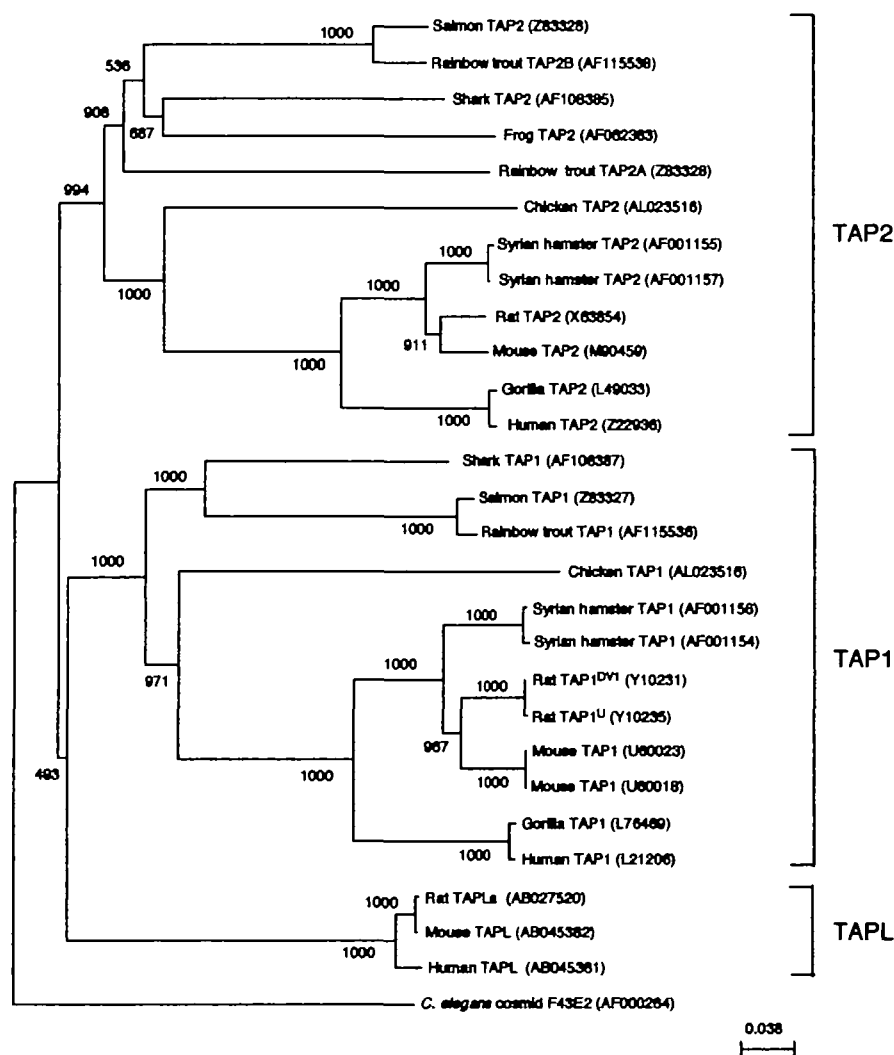 1000
Salmon TAP2 (Z83328)
Rainbow trout TAP2B (AF115538)
536
Shark TAP2 (AF108385)
908
687
Frog TAP2 (AF062363)
Rainbow trout TAP2A (Z83328)
994
Chicken TAP2 (AL023516)
TAP2
1000
Syrian hamster TAP2 (AF001155)
1000
Syrian hamster TAP2 (AF001157)
1000
Rat TAP2 (X63854)
911
Mouse TAP2 (M90459)
1000
Gorilla TAP2 (L49033)
1000
Human TAP2 (Z22936)
Shark TAP1 (AF108387)
1000
Salmon TAP1 (Z83327)
1000
Rainbow trout TAP1 (AF115536)
1000
Chicken TAP1 (AL023516)
1000
Syrian hamster TAP1 (AF001156)
1000
Syrian hamster TAP1 (AF001154)
TAP1
971
1000
Rat TAP1DV1 (Y10231)
Rat TAP1U (Y10235)
967
Mouse TAP1 (U60023)
1000
Mouse TAP1 (U60018)
493
1000
Gorilla TAP1 (L76469)
1000
Human TAP1 (L21206)
1000
Rat TAPLa (AB027520)
Mouse TAPL (AB045382)
TAPL
1000
Human TAPL (AB045381)
C. elegans cosmid F43E2 (AF000264)
0.038